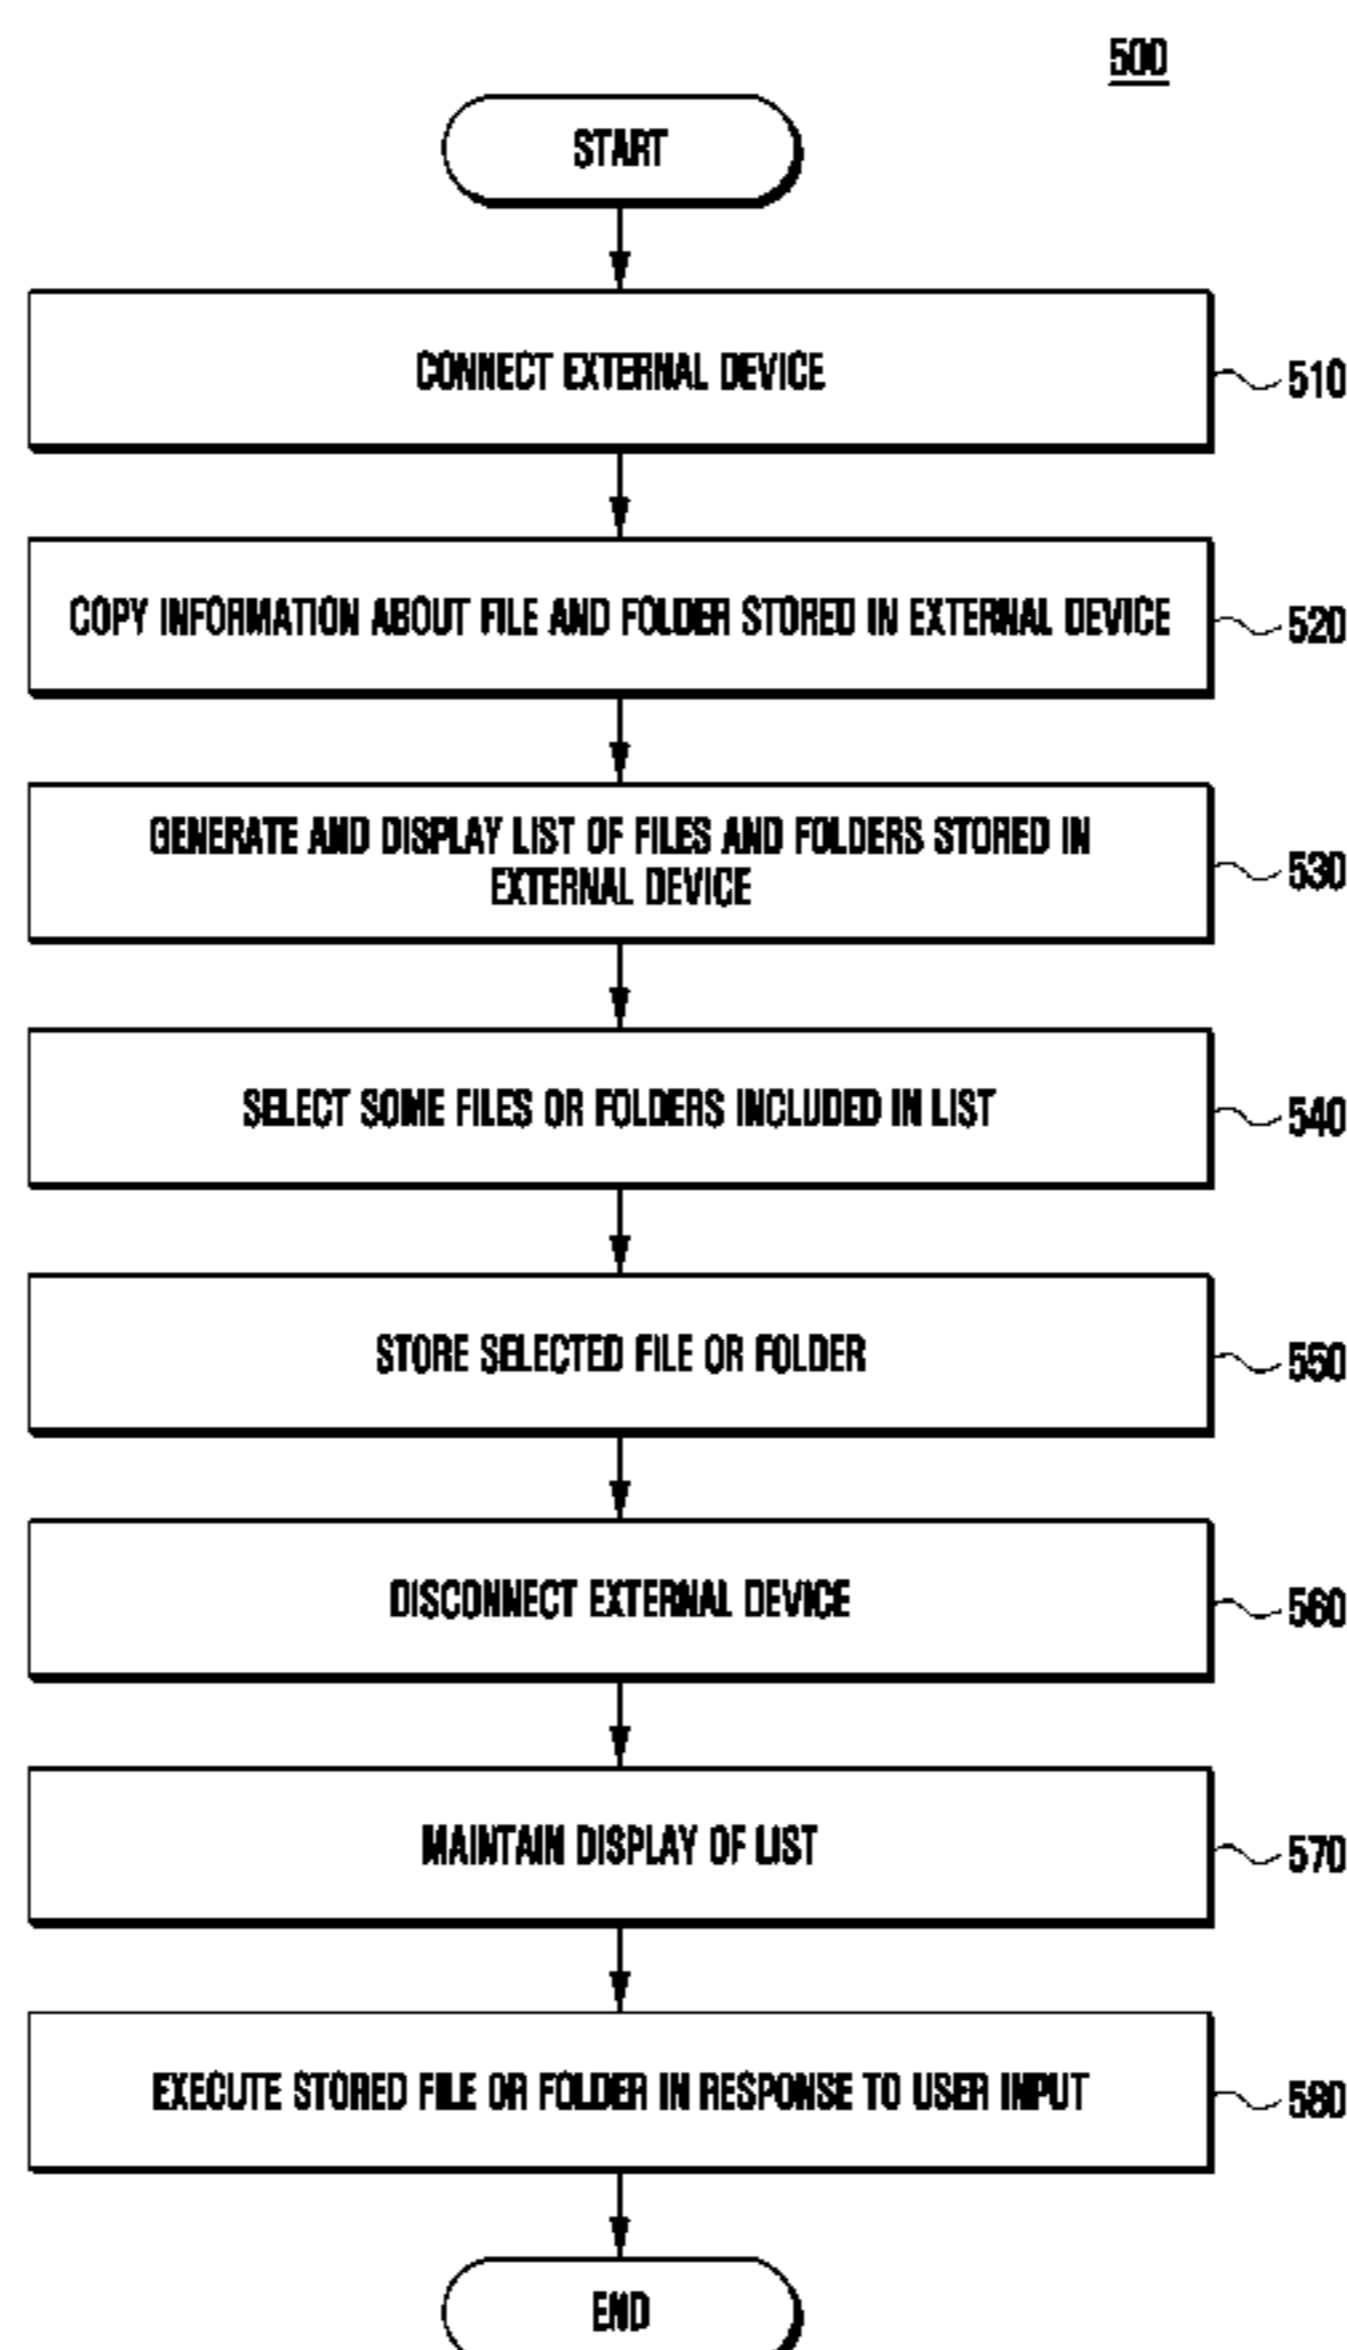 500
START
CONNECT EXTERNAL DEVICE
510
COPY INFORMATION ABOUT FILE AND FOLDER STORED IN EXTERNAL DEVICE
520
GENERATE AND DISPLAY LIST OF FILES AND FOLDERS STORED IN
EXTERNAL DEVICE
530
SELECT SOME FILES OR FOLDERS INCLUDED IN LIST
540
STORE SELECTED FILE OR FOLDER
550
DISCONNECT EXTERNAL DEVICE
560
MAINTAIN DISPLAY OF LIST
570
EXECUTE STORED FILE OR FOLDER IN RESPONSE TO USER INPUT
580
END